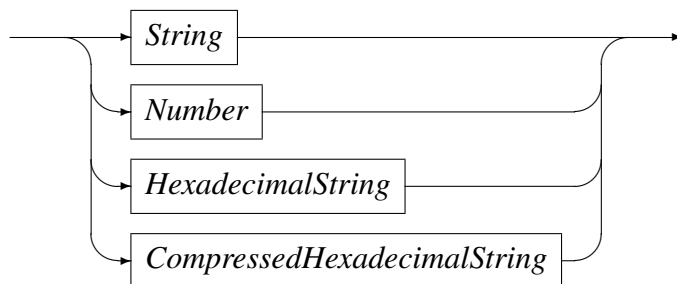 String
Number
HexadecimalString
CompressedHexadecimalString